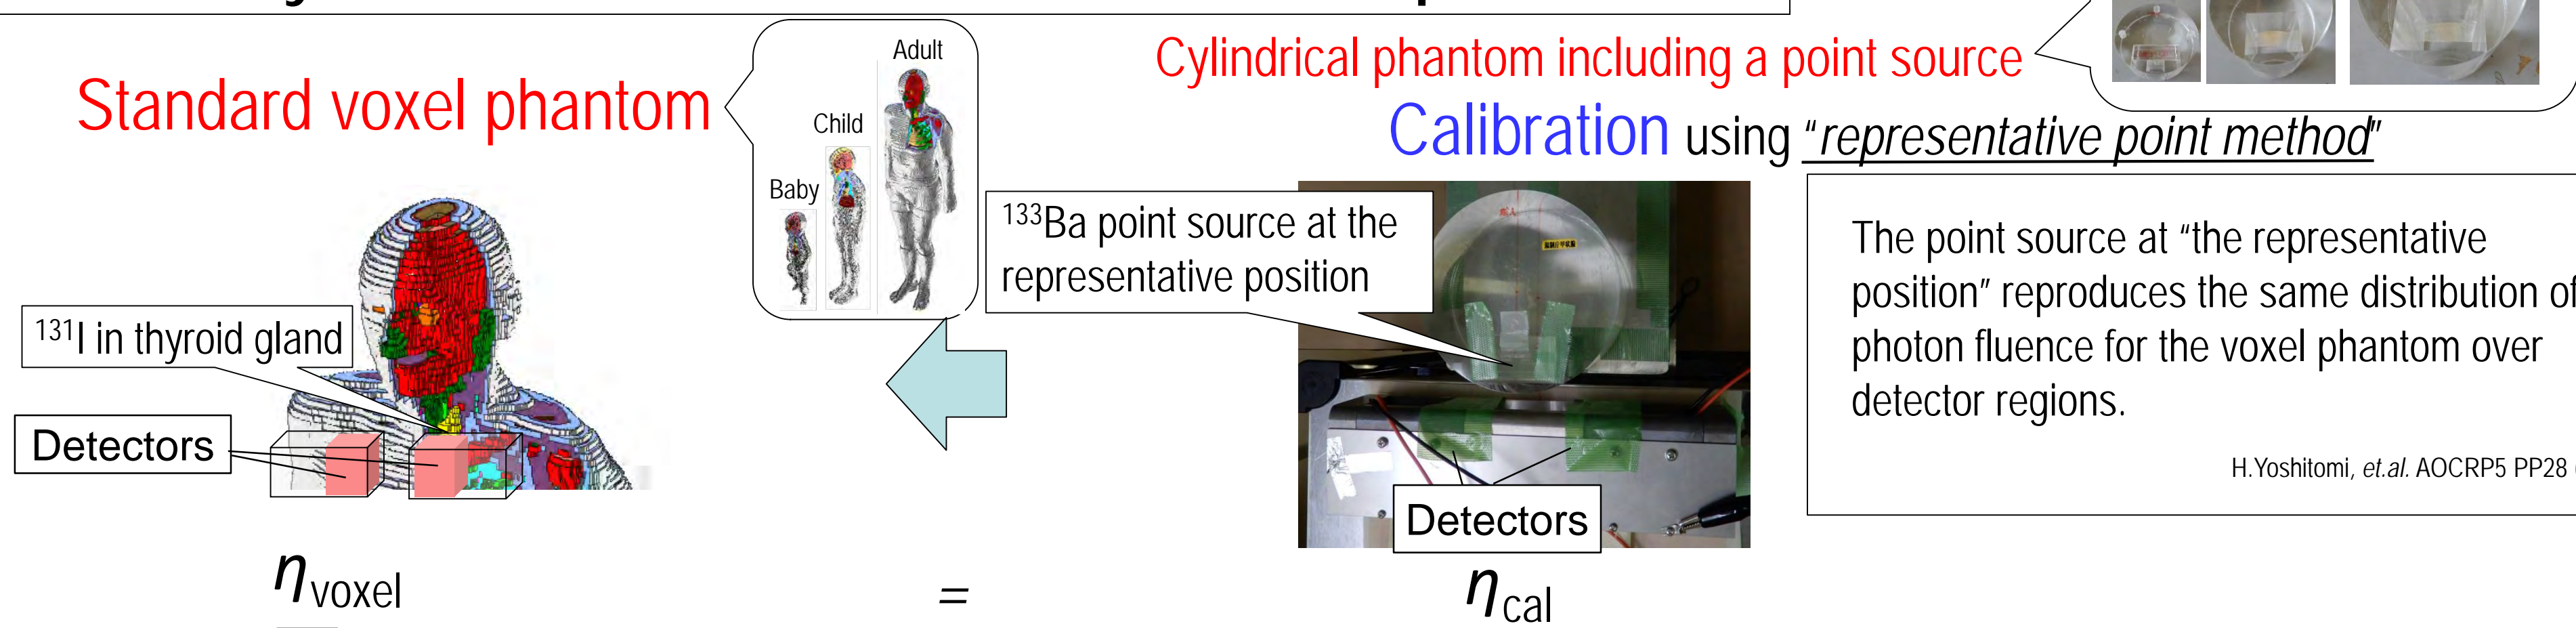 Adult
Cylindrical phantom including a point source
Standard voxel phantom
Child
Calibration using “representative point method”
Baby
133Ba point source at the
representative position
The point source at “the representative
position” reproduces the same distribution of
photon fluence for the voxel phantom over
detector regions.
131I in thyroid gland
Detectors
H.Yoshitomi, et.al. AOCRP5 PP28
Detectors
ηvoxel
=
ηcal